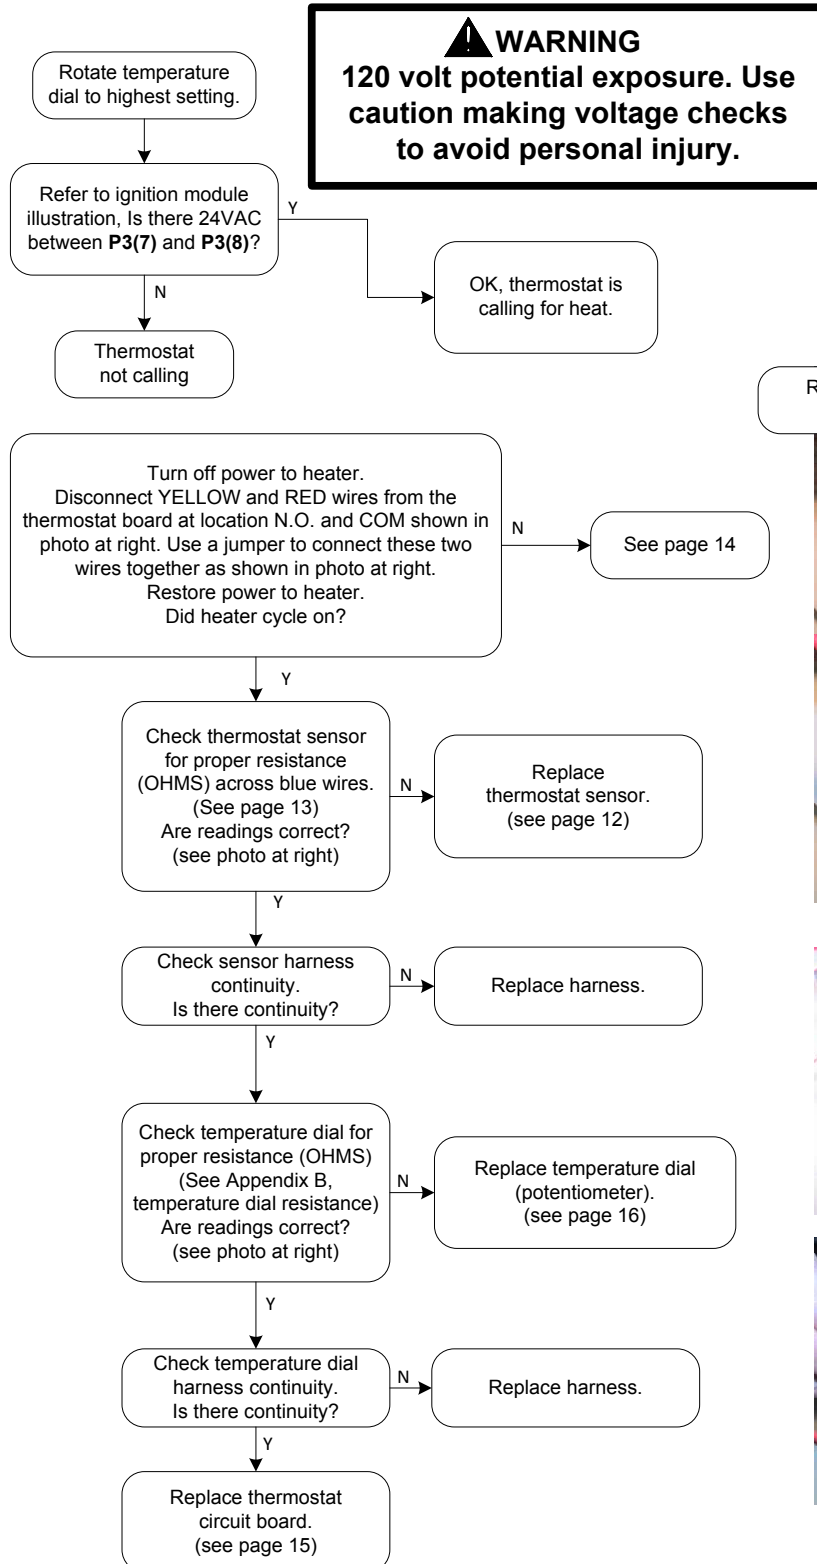 WARNING
120 volt potential exposure. Use
caution making voltage checks
to avoid personal injury.
Rotate temperature
dial to highest setting.
Refer to ignition module
illustration, Is there 24VAC
between P3(7) and P3(8)?
Y
OK, thermostat is
calling for heat.
N
Thermostat
not calling
R
Turn off power to heater.
Disconnect YELLOW and RED wires from the
thermostat board at location N.O. and COM shown in
photo at right. Use a jumper to connect these two
wires together as shown in photo at right.
Restore power to heater.
Did heater cycle on?
N
See page 14
Y
Check thermostat sensor
for proper resistance
(OHMS) across blue wires.
(See page 13)
Are readings correct?
(see photo at right)
N
Replace
thermostat sensor.
(see page 12)
Y
Check sensor harness
continuity.
Is there continuity?
N
Replace harness.
Y
Check temperature dial for
proper resistance (OHMS)
(See Appendix B,
temperature dial resistance)
Are readings correct?
(see photo at right)
N
Replace temperature dial
(potentiometer).
(see page 16)
Y
Check temperature dial
harness continuity.
Is there continuity?
N
Replace harness.
Y
Replace thermostat
circuit board.
(see page 15)